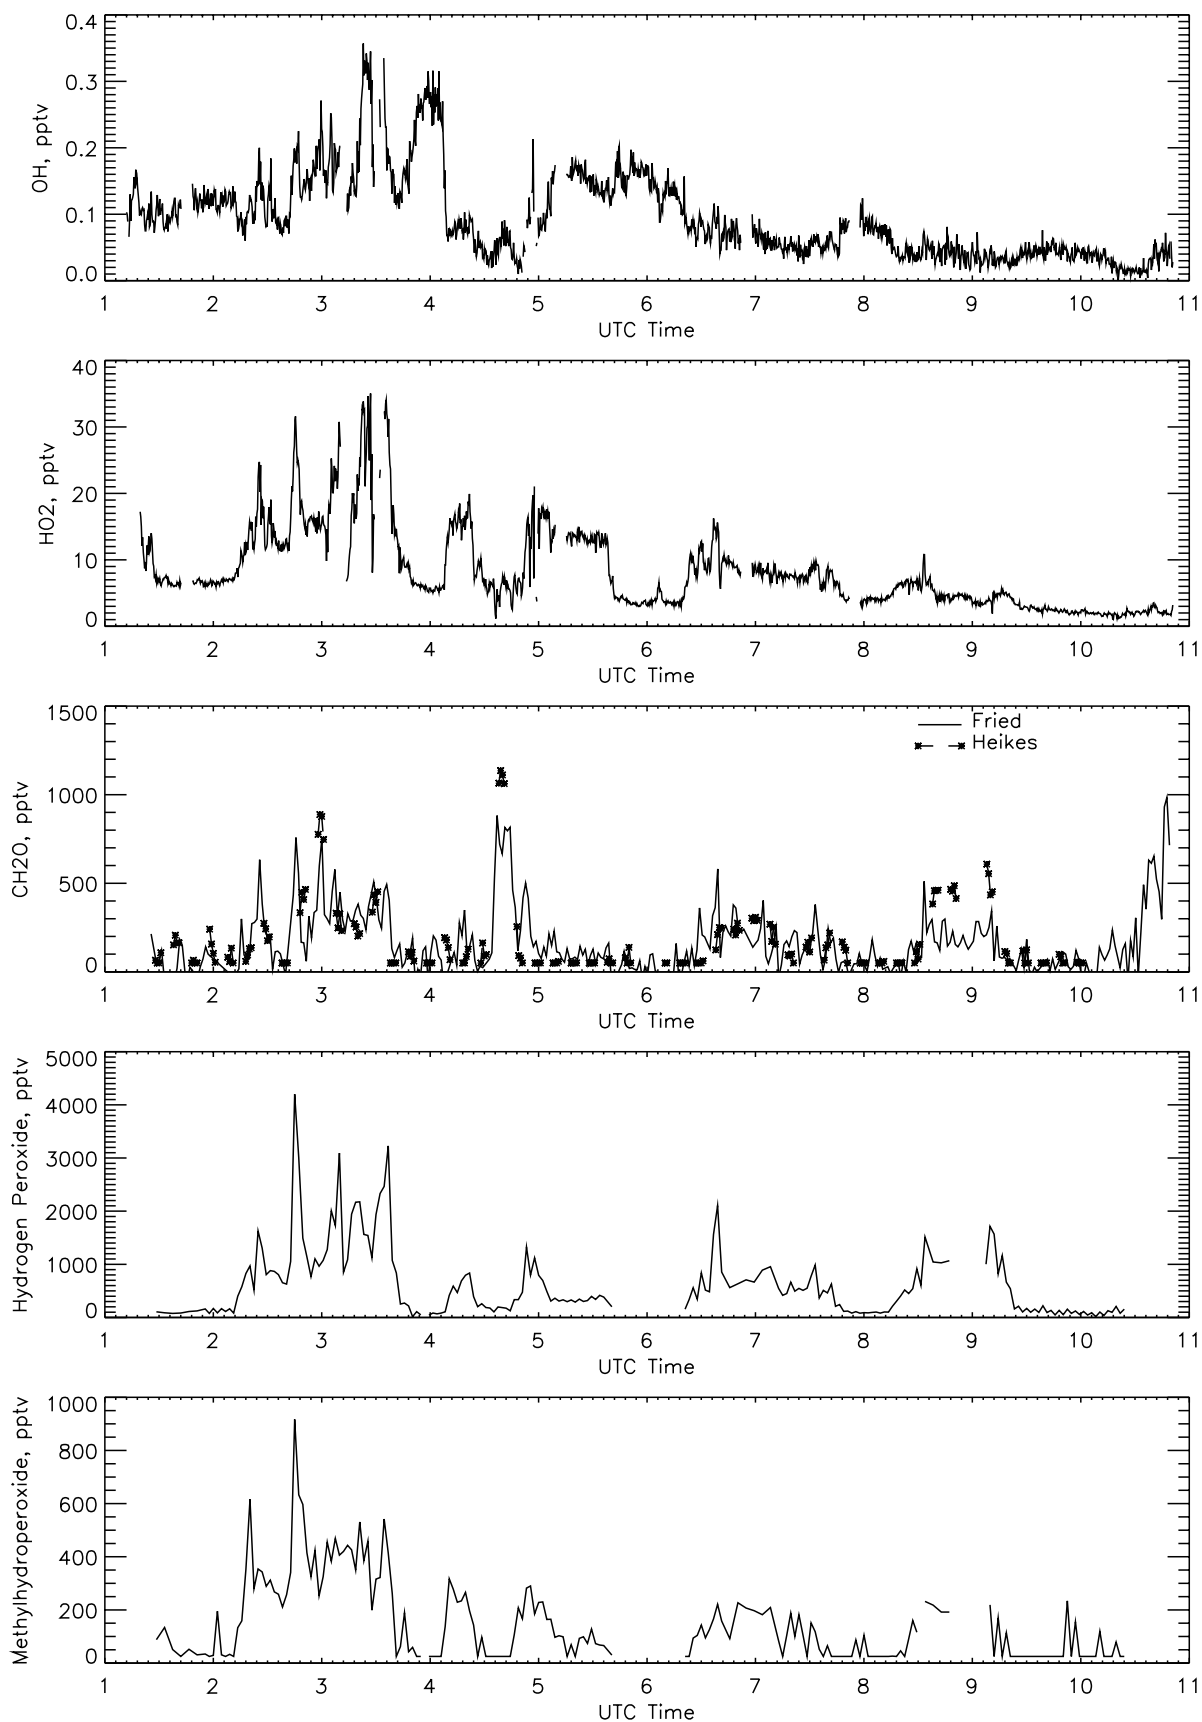 OH, pptv
0.4
0.3
0.2
0.1
0.0
1 2 3 4 5 6 7 8 9 10 11
UTC Time
HO2, pptv
40
30
20
10
0
1 2 3 4 5 6 7 8 9 10 11
UTC Time
CH2O, pptv
1500
1000
500
0
Fried
Heikes
1 2 3 4 5 6 7 8 9 10 11
UTC Time
Hydrogen Peroxide, pptv
5000
4000
3000
2000
1000
0
1 2 3 4 5 6 7 8 9 10 11
UTC Time
Methylhydroperoxide, pptv
1000
800
600
400
200
0
1 2 3 4 5 6 7 8 9 10 11
UTC Time